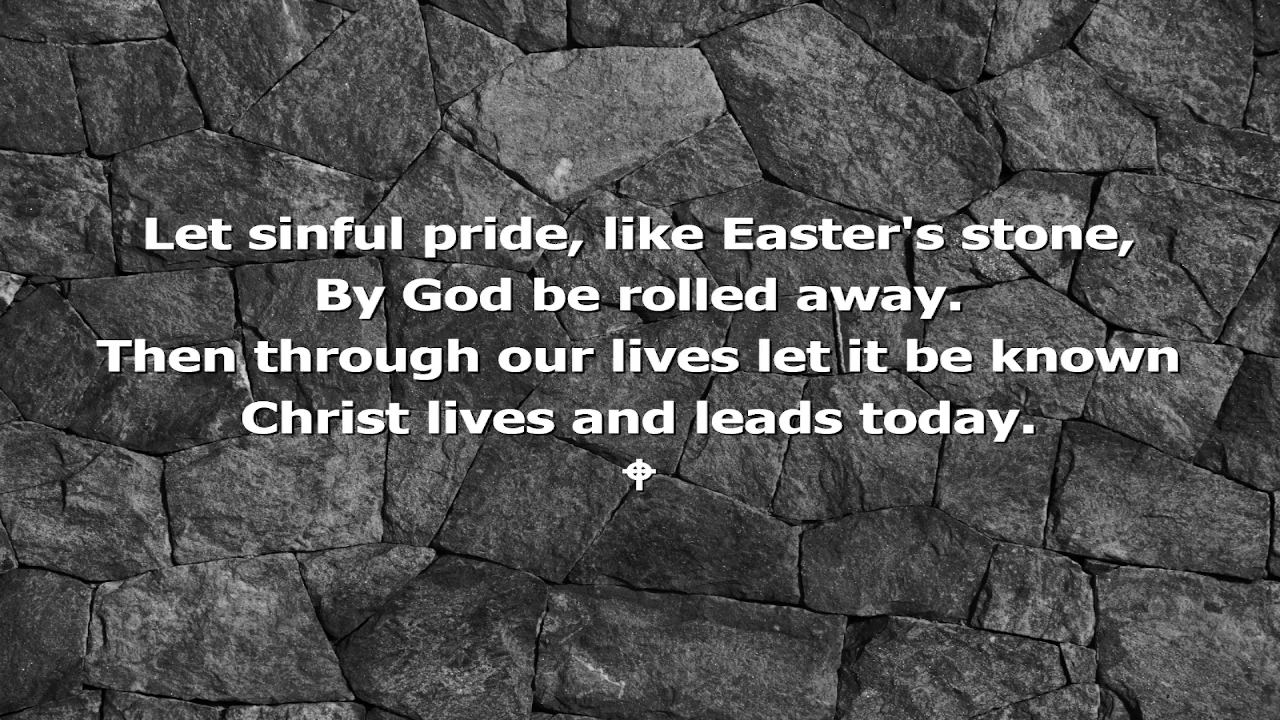 Let sinful pride, like Easter's stone,
By God be rolled away.
Then through our lives let it be known
Christ lives and leads today.